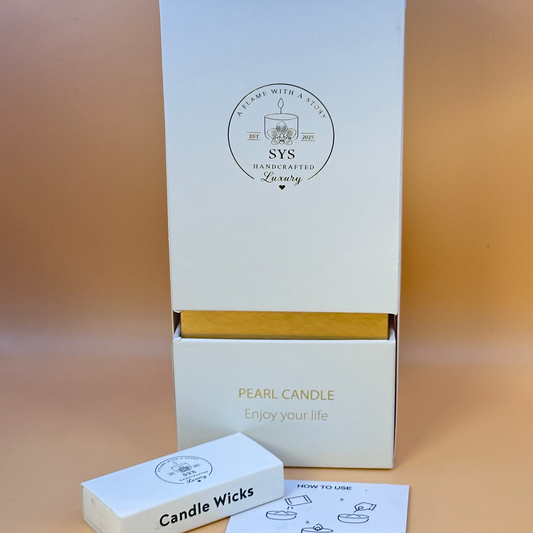 A FLAME WITH A STORY
EST 2025
SYS
HANDCRAFTED
Luxury
PEARL CANDLE
Enjoy your life
SYS
Luxury
Candle Wicks
HOW TO USE